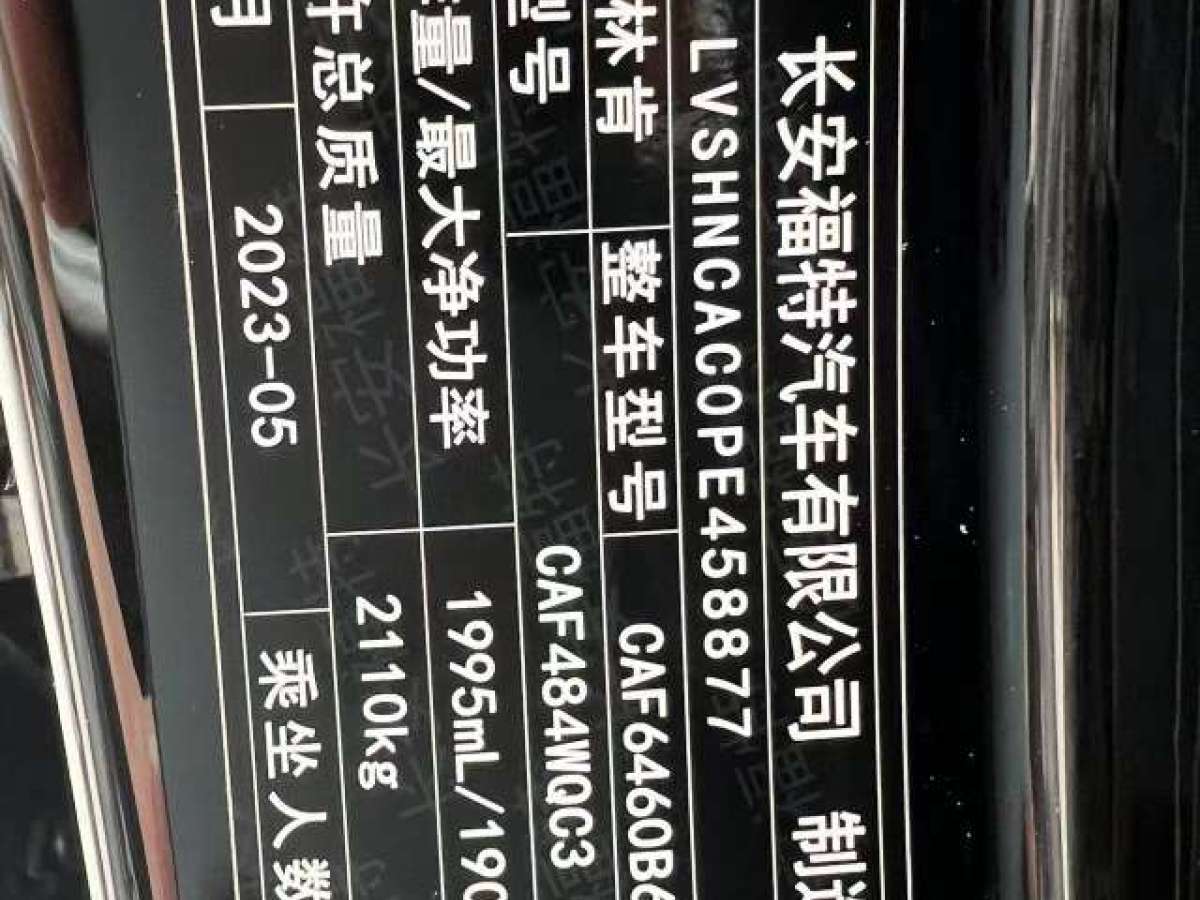 长安福特汽车有限公司 制造
LVSHNCAC0PE458877
林肯 整车型号 CAF6460B6
型号 CAF484WQC3
量/最大净功率 1995mL/190
许总质量 2110kg
月 2023-05 乘坐人数